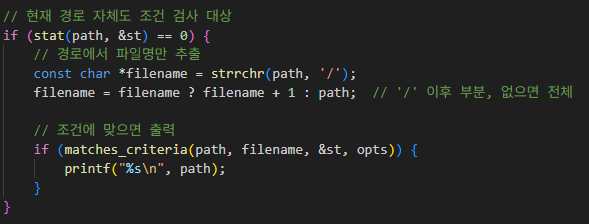 // 현재 경로 자체도 조건 검사 대상
if (stat(path, &st) == 0) {
    // 경로에서 파일명만 추출
    const char *filename = strrchr(path, '/');
    filename = filename ? filename + 1 : path;  // '/' 이후 부분, 없으면 전체

    // 조건에 맞으면 출력
    if (matches_criteria(path, filename, &st, opts)) {
        printf("%s\n", path);
    }
}